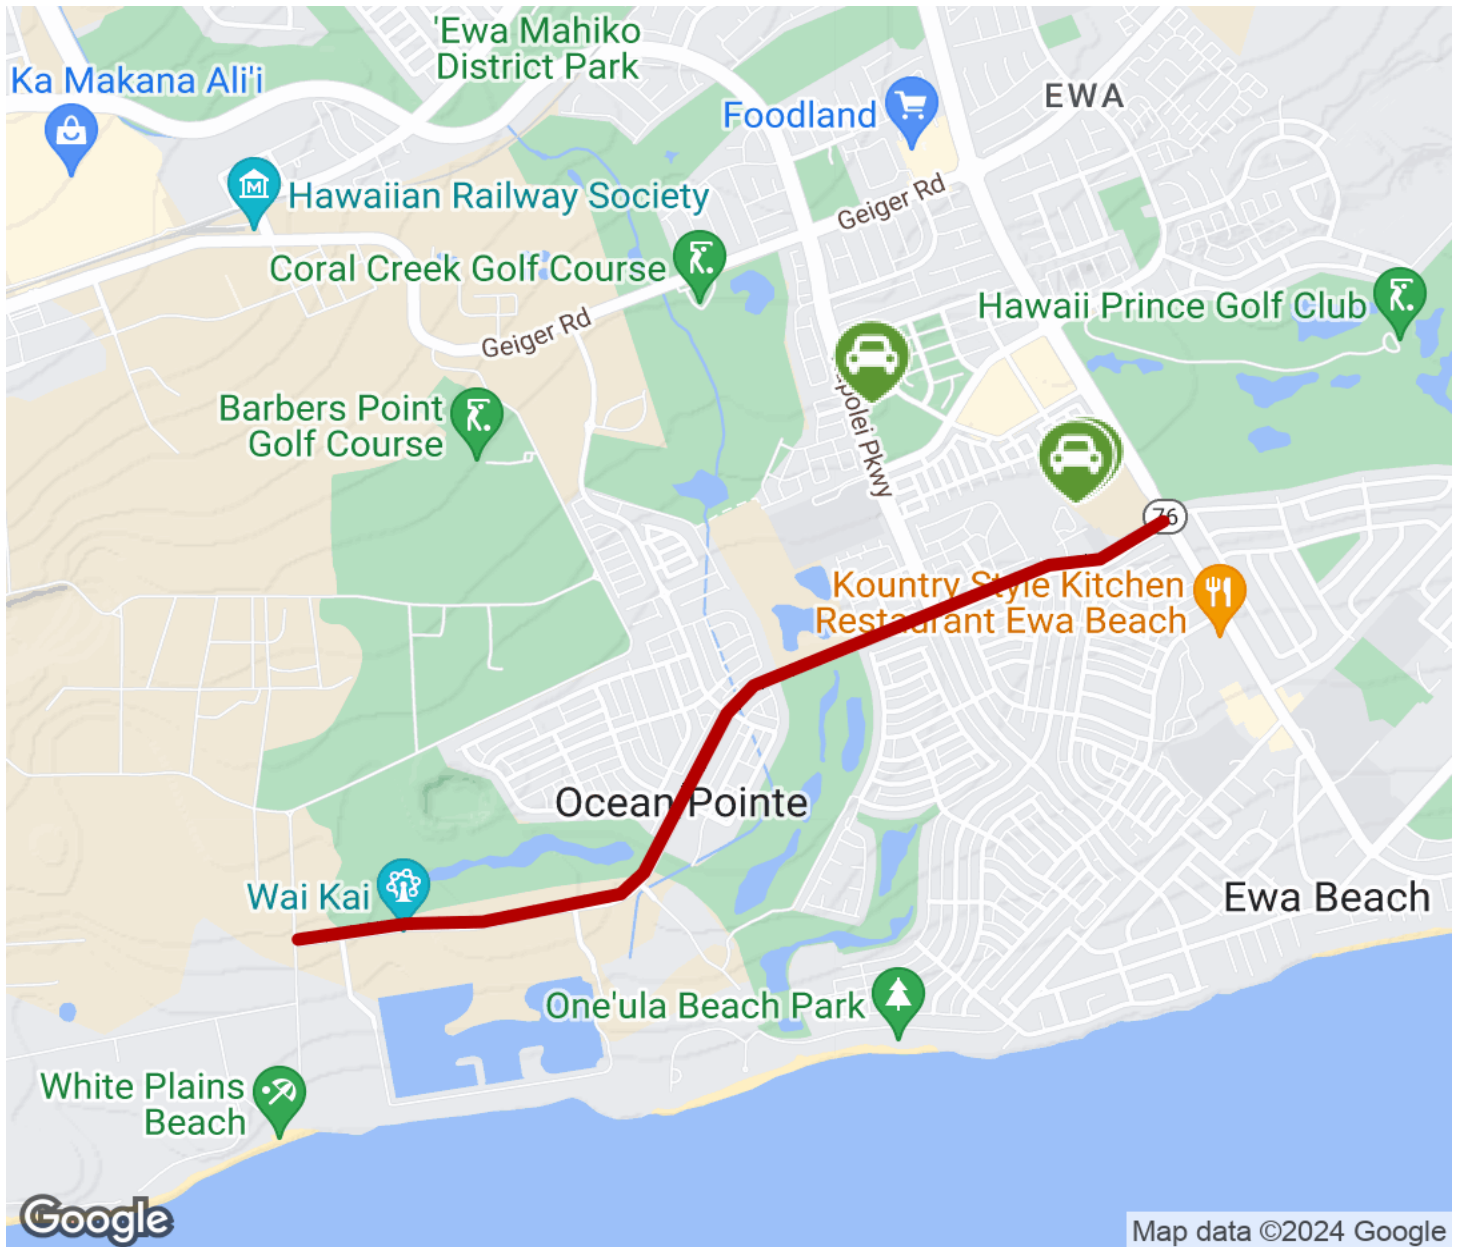 'Ewa Mahiko
District Park
Ka Makana Ali'i
EWA
Foodland
Hawaiian Railway Society
Geiger Rd
Coral Creek Golf Course
Hawaii Prince Golf Club
Geiger Rd
Barbers Point
Golf Course
Pkwy
76
Kountry Style Kitchen
Restaurant Ewa Beach
Ocean Pointe
Wai Kai
Ewa Beach
One'ula Beach Park
White Plains
Beach
Google
Map data ©2024 Google